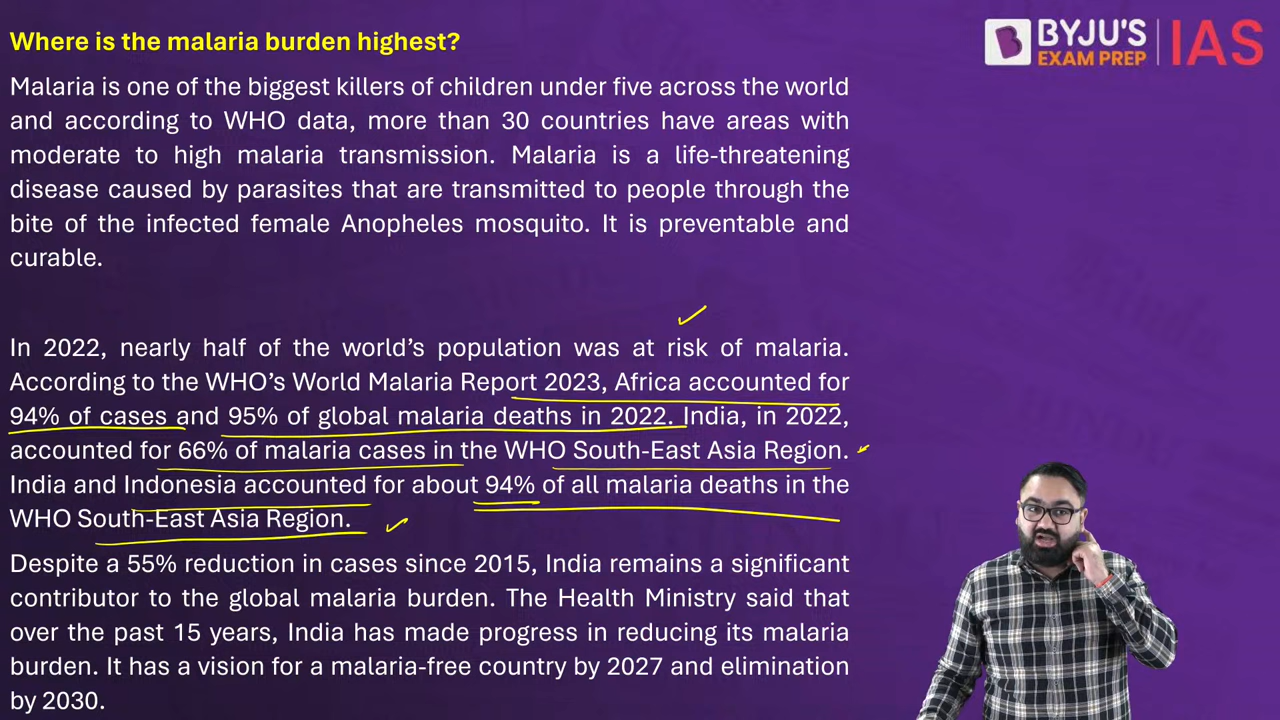 Where is the malaria burden highest?
BYJU'S
EXAM PREP
IAS
Malaria is one of the biggest killers of children under five across the world
and according to WHO data, more than 30 countries have areas with
moderate to high malaria transmission. Malaria is a life-threatening
disease caused by parasites that are transmitted to people through the
bite of the infected female Anopheles mosquito. It is preventable and
curable.
In 2022, nearly half of the world's population was at risk of malaria.
According to the WHO's World Malaria Report 2023, Africa accounted for
94% of cases and 95% of global malaria deaths in 2022. India, in 2022,
accounted for 66% of malaria cases in the WHO South-East Asia Region.
India and Indonesia accounted for about 94% of all malaria deaths in the
WHO South-East Asia Region.
Despite a 55% reduction in cases since 2015, India remains a significant
contributor to the global malaria burden. The Health Ministry said that
over the past 15 years, India has made progress in reducing its malaria
burden. It has a vision for a malaria-free country by 2027 and elimination
by 2030.